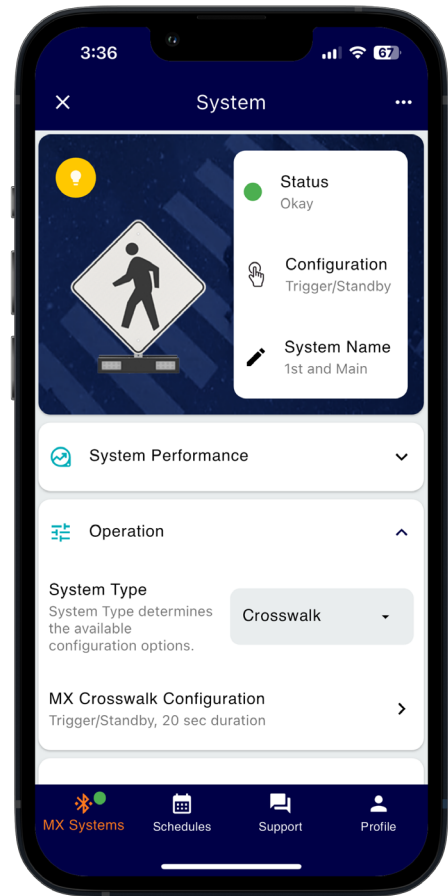 3:36
67
System
Status
Okay
Configuration
Trigger/Standby
System Name
1st and Main
System Performance
Operation
System Type
System Type determines
the available
configuration options.
Crosswalk
MX Crosswalk Configuration
Trigger/Standby, 20 sec duration
MX Systems
Schedules
Support
Profile